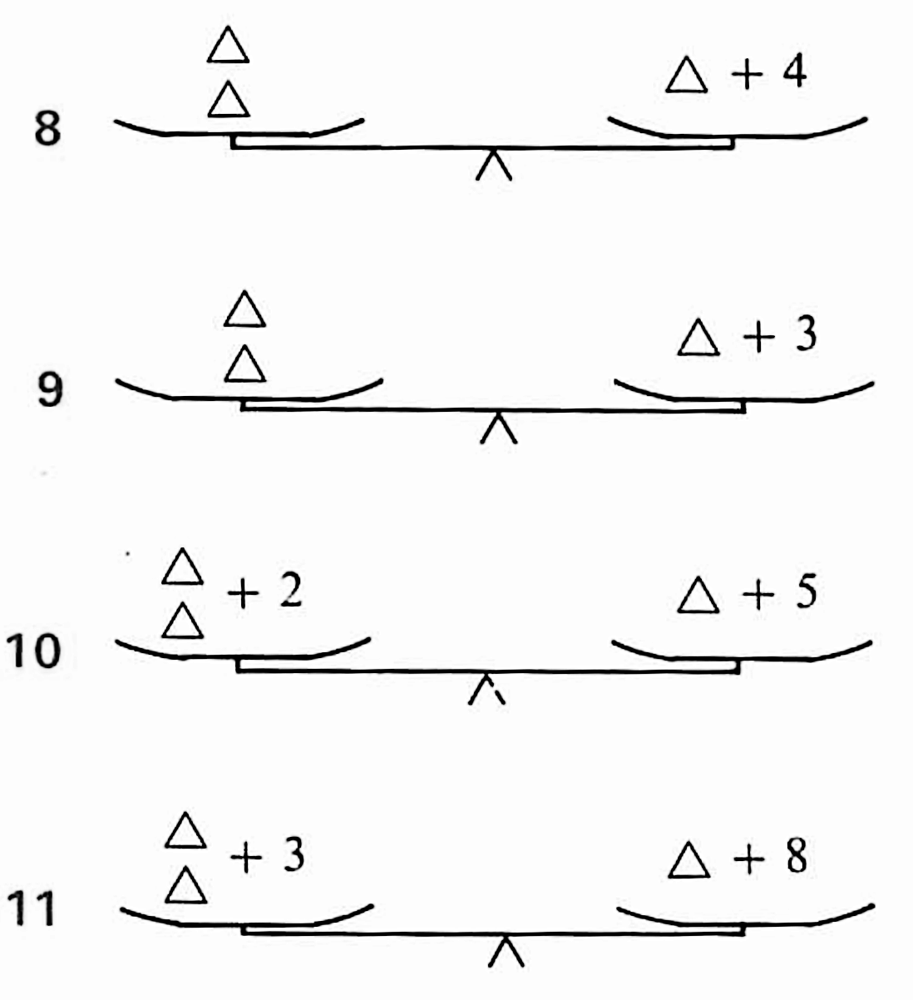 8 △ △ △ + 4
9 △ △ △ + 3
10 △ △ + 2 △ + 5
11 △ △ + 3 △ + 8